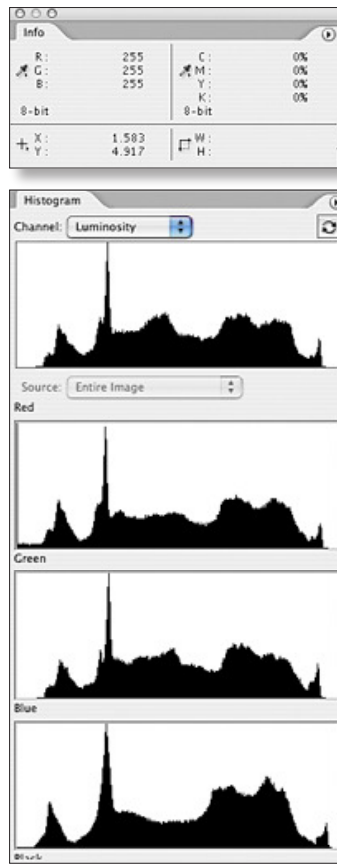 Info
R: 255 C: 0%
G: 255 M: 0%
B: 255 Y: 0%
K: 0%
8-bit 8-bit
X: 1.583 W:
Y: 4.917 H:
Histogram
Channel: Luminosity
Source: Entire Image
Red
Green
Blue